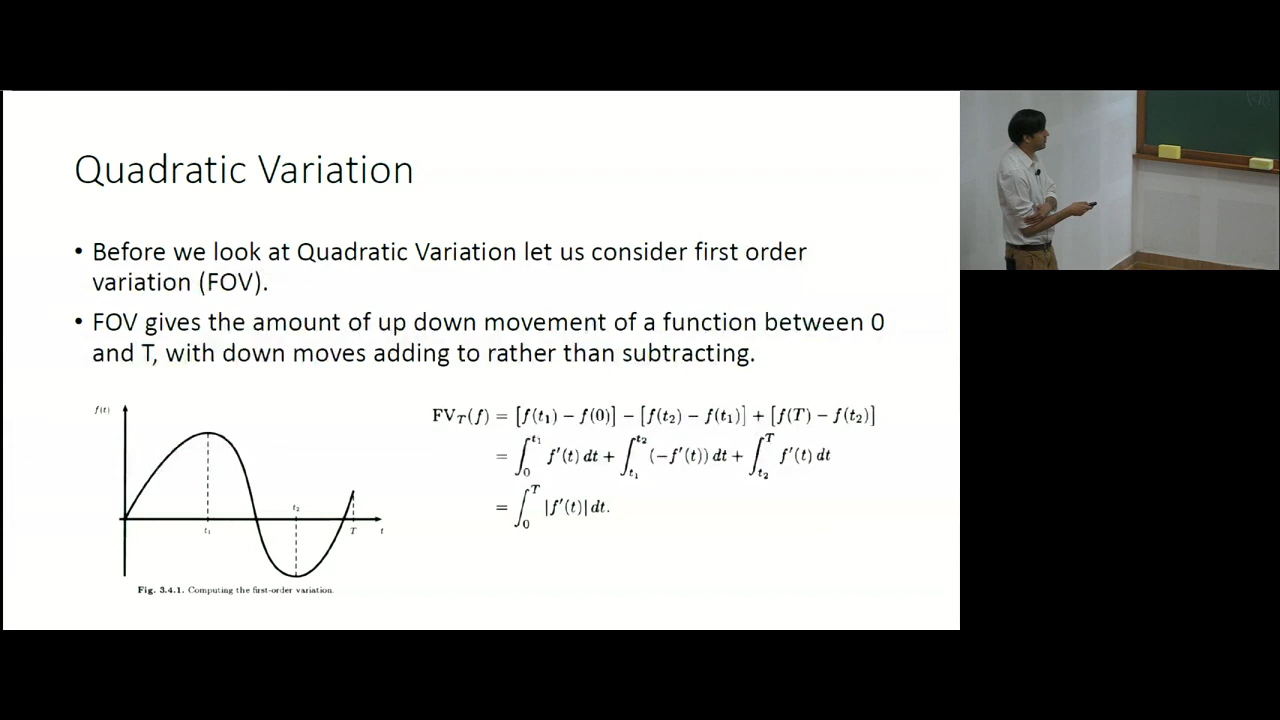 Quadratic Variation
• Before we look at Quadratic Variation let us consider first order
variation (FOV).
• FOV gives the amount of up down movement of a function between 0
and T, with down moves adding to rather than subtracting.
f(t)
t₂
t₁
T
t
Fig. 3.4.1. Computing the first-order variation.
FV_T(f) = [f(t₁) − f(0)] − [f(t₂) − f(t₁)] + [f(T) − f(t₂)]
= ∫₀^{t₁} f′(t) dt + ∫_{t₁}^{t₂} (−f′(t)) dt + ∫_{t₂}^T f′(t) dt
= ∫₀^T |f′(t)| dt.